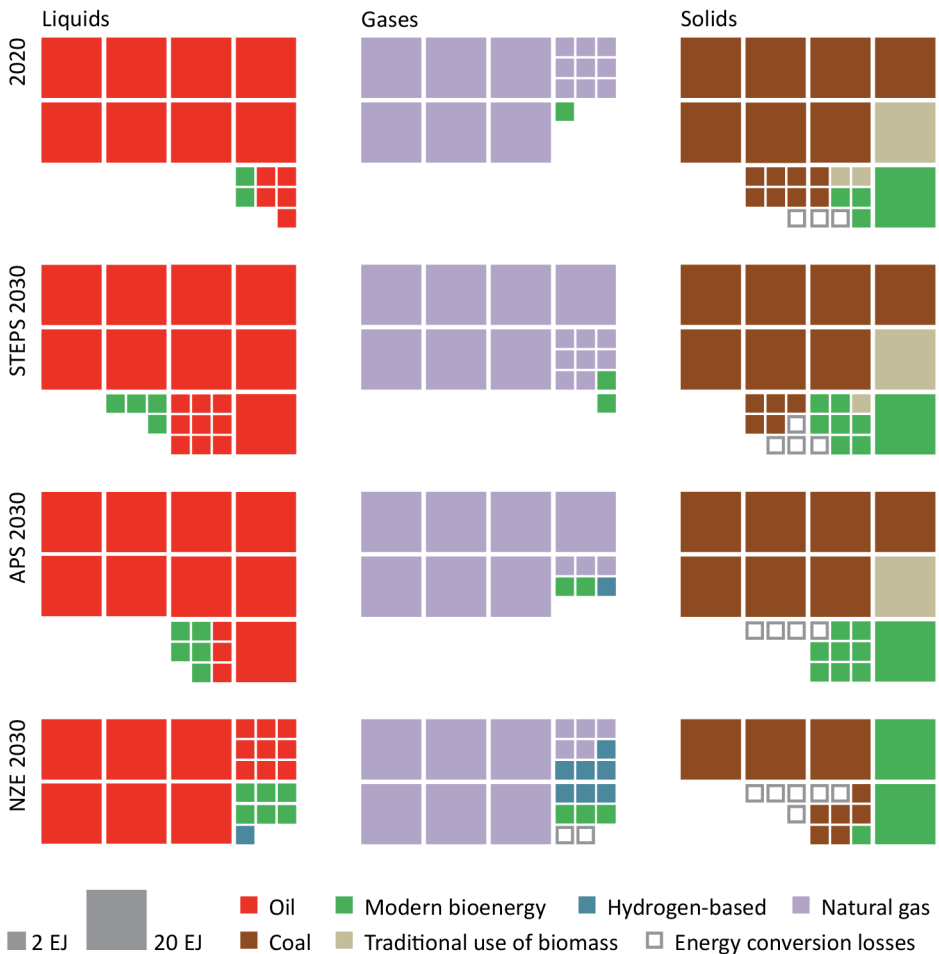 Liquids Gases Solids
2020
STEPS 2030
APS 2030
NZE 2030
2 EJ 20 EJ
Oil Modern bioenergy Hydrogen-based Natural gas
Coal Traditional use of biomass Energy conversion losses